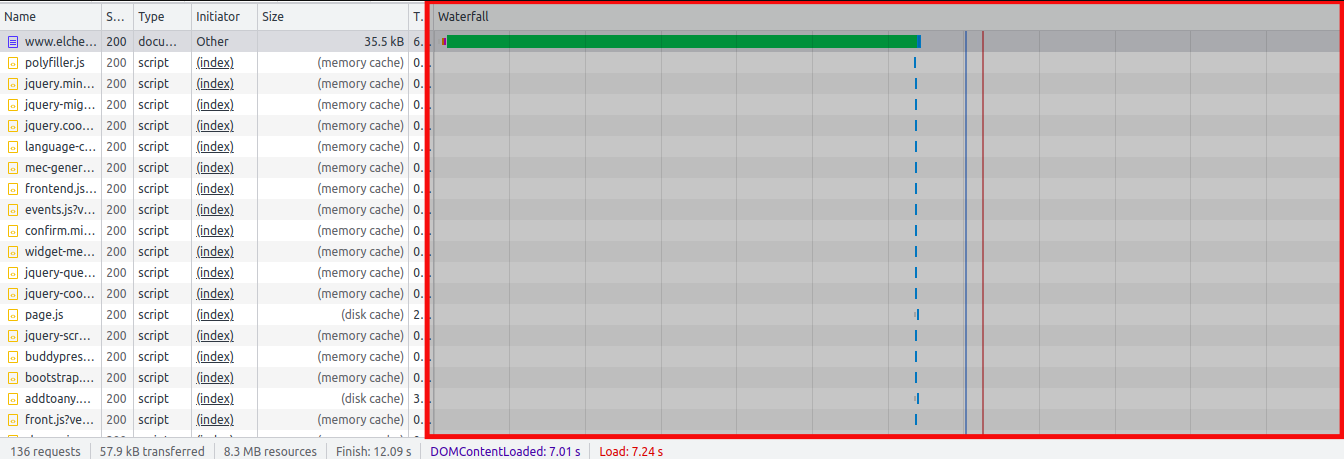 Name S... Type Initiator Size T. Waterfall
www.elche... 200 docu... Other 35.5 kB 6.
polyfiller.js 200 script (index) (memory cache) 0.
jquery.min... 200 script (index) (memory cache) 0.
jquery-mig... 200 script (index) (memory cache) 0.
jquery.coo... 200 script (index) (memory cache) 0.
language-c... 200 script (index) (memory cache) 0.
mec-gener... 200 script (index) (memory cache) 0.
frontend.js... 200 script (index) (memory cache) 0.
events.js?v... 200 script (index) (memory cache) 0.
confirm.mi... 200 script (index) (memory cache) 0.
widget-me... 200 script (index) (memory cache) 0.
jquery-que... 200 script (index) (memory cache) 0.
jquery-coo... 200 script (index) (memory cache) 0.
page.js 200 script (index) (disk cache) 2.
jquery-scr... 200 script (index) (memory cache) 0.
buddypres... 200 script (index) (memory cache) 0.
bootstrap.... 200 script (index) (memory cache) 0.
addtoany.... 200 script (index) (disk cache) 3.
front.js?ve... 200 script (index) (memory cache) 0.
136 requests 57.9 kB transferred 8.3 MB resources Finish: 12.09 s DOMContentLoaded: 7.01 s Load: 7.24 s